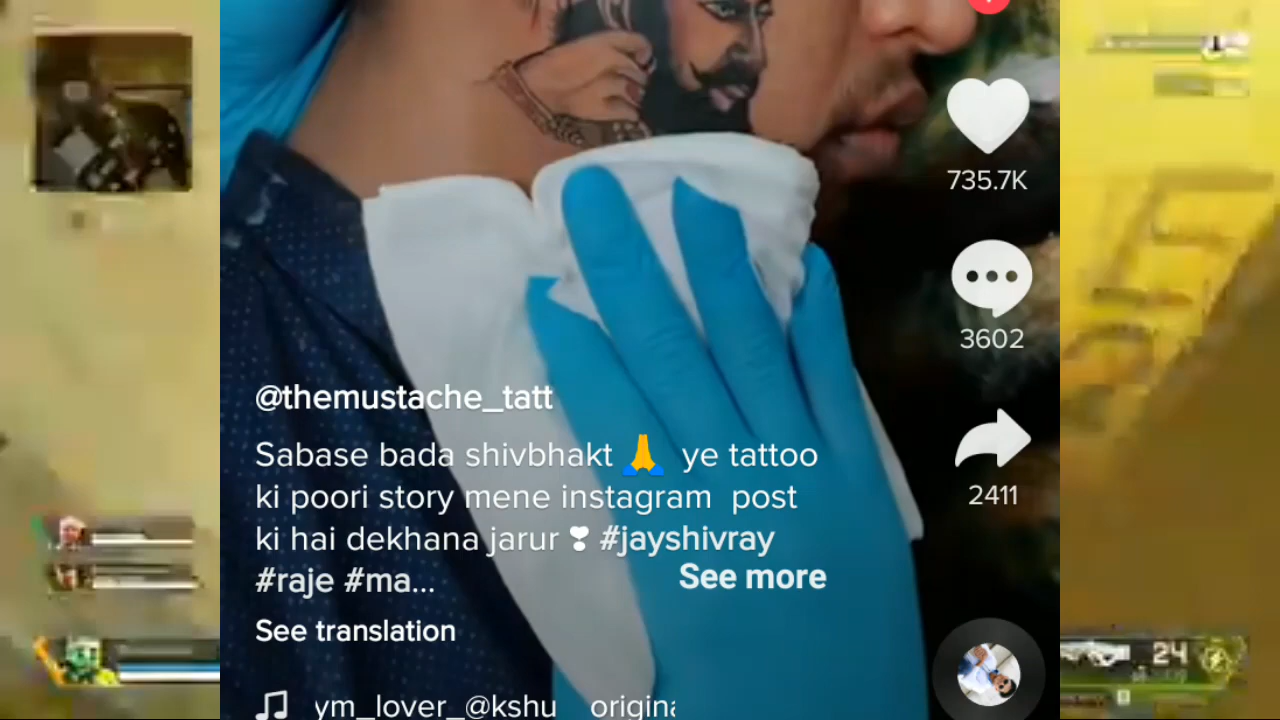 735.7K
3602
@themustache_tatt
Sabase bada shivbhakt 🙏 ye tattoo
ki poori story mene instagram post
ki hai dekhana jarur ❣ #jayshivray
#raje #ma...
See more
2411
See translation
ym_lover_@kshu origina
24